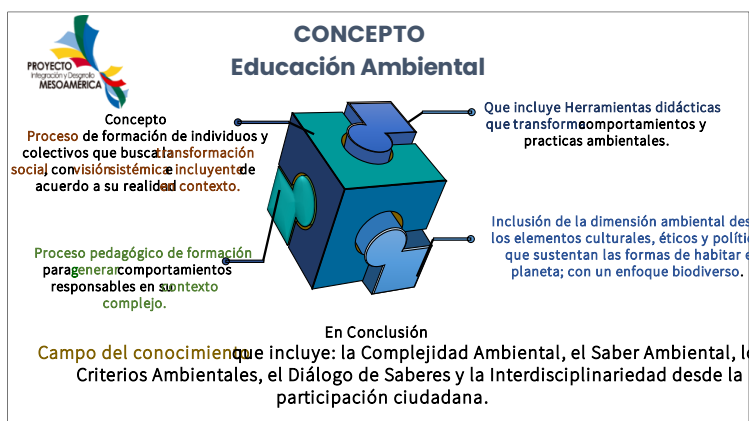 CONCEPTO
Educación Ambiental
PROYECTO
Integración y Desarrollo
MESOAMÉRICA
Concepto
Proceso de formación de individuos y
colectivos que busca la transformación
social, con visión sistémica e incluyente de
acuerdo a su realidad en contexto.
Que incluye Herramientas didácticas
que transforme comportamientos y
practicas ambientales.
Proceso pedagógico de formación
para generar comportamientos
responsables en su contexto
complejo.
Inclusión de la dimensión ambiental des
los elementos culturales, éticos y políti
que sustentan las formas de habitar e
planeta; con un enfoque biodiverso.
En Conclusión
Campo del conocimiento que incluye: la Complejidad Ambiental, el Saber Ambiental, l
Criterios Ambientales, el Diálogo de Saberes y la Interdisciplinariedad desde la
participación ciudadana.